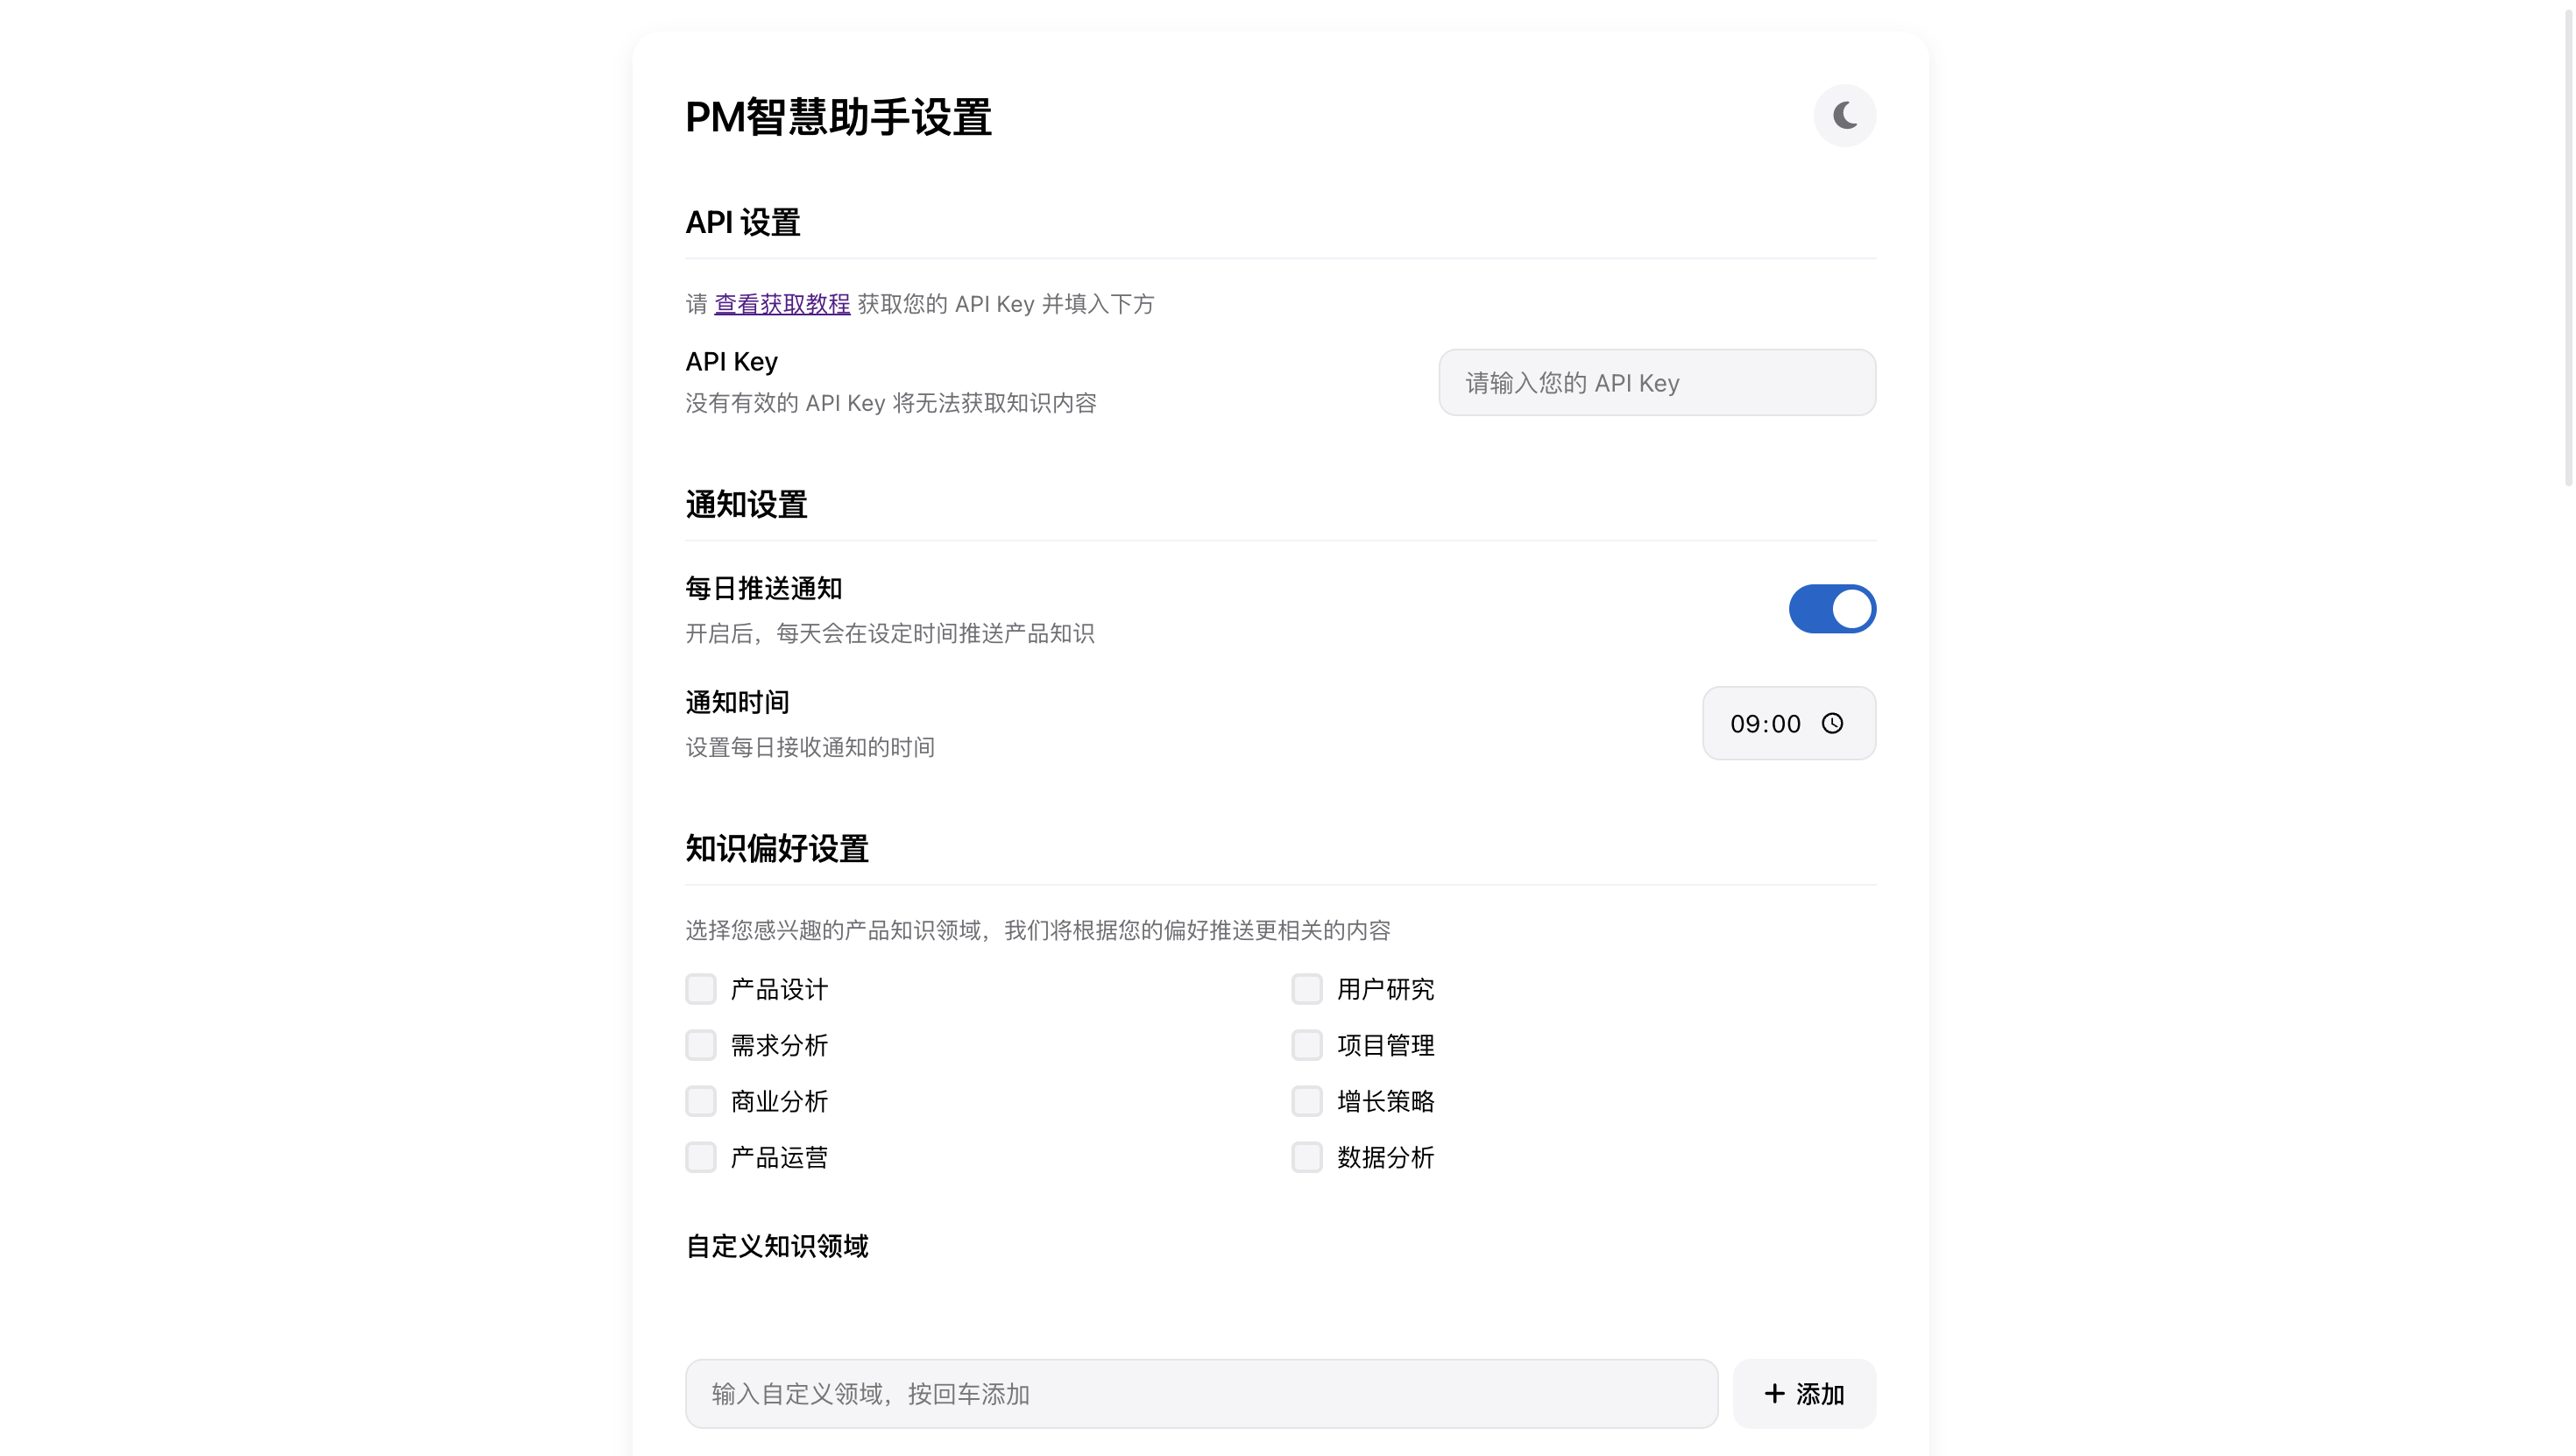 PM智慧助手设置
API 设置
请 查看获取教程 获取您的 API Key 并填入下方
API Key
没有有效的 API Key 将无法获取知识内容
请输入您的 API Key
通知设置
每日推送通知
开启后，每天会在设定时间推送产品知识
通知时间
设置每日接收通知的时间
09:00
知识偏好设置
选择您感兴趣的产品知识领域，我们将根据您的偏好推送更相关的内容
产品设计
用户研究
需求分析
项目管理
商业分析
增长策略
产品运营
数据分析
自定义知识领域
输入自定义领域，按回车添加
+ 添加